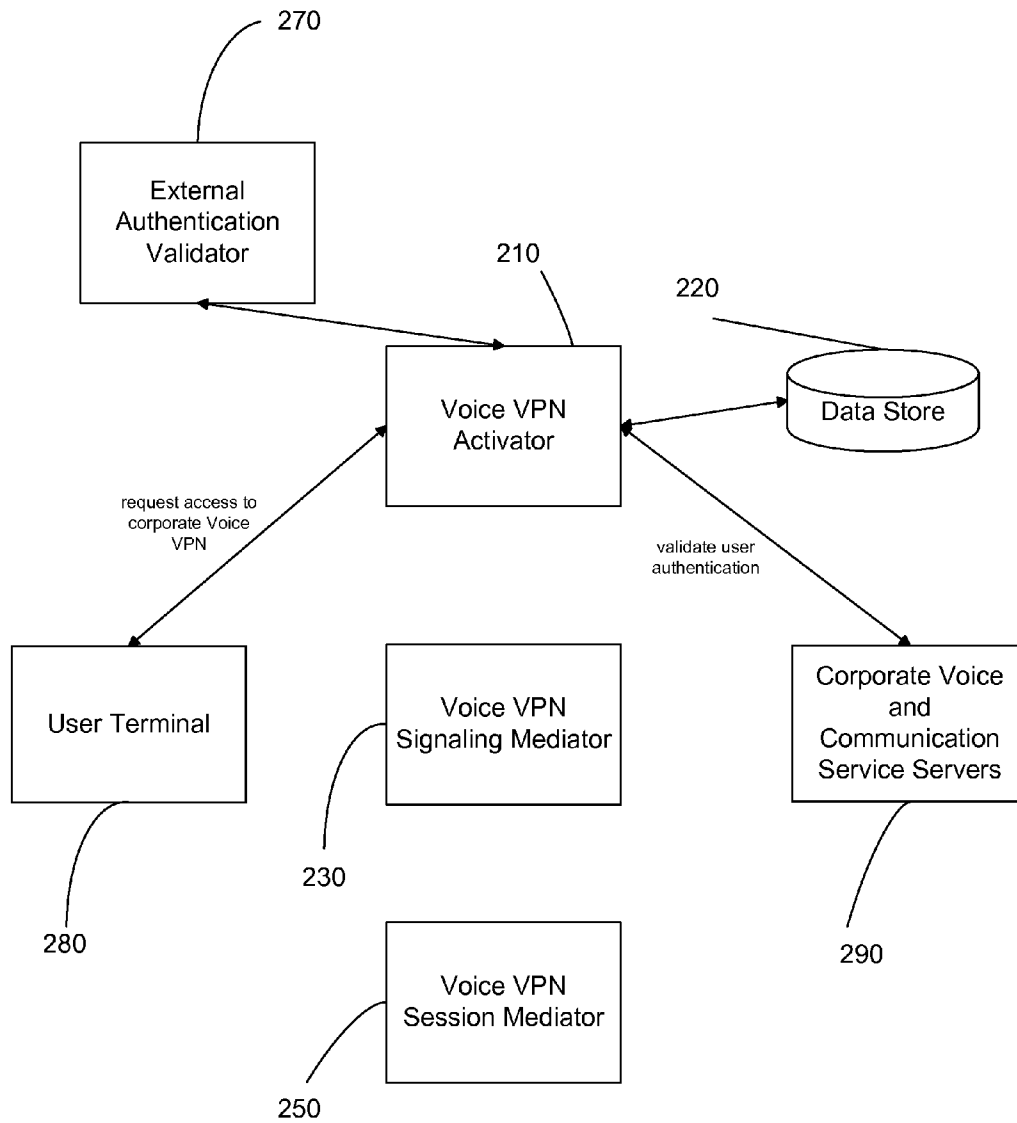 270
External
Authentication
Validator
210
220
Voice VPN
Activator
Data Store
request access to
corporate Voice
VPN
validate user
authentication
User Terminal
Voice VPN
Signaling Mediator
Corporate Voice
and
Communication
Service Servers
230
280
290
Voice VPN
Session Mediator
250